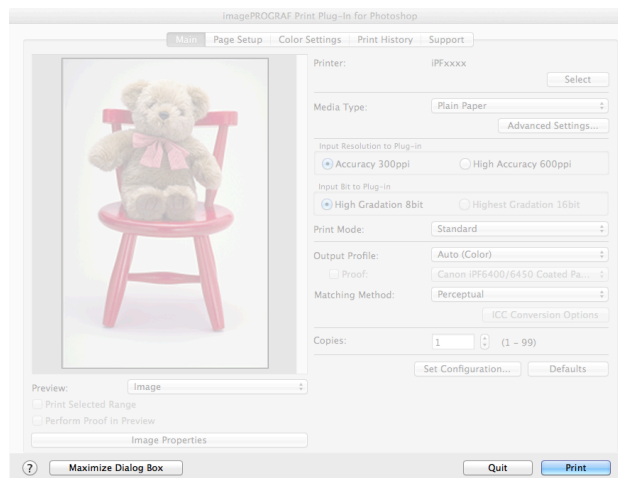 imagePROGRAF Print Plug-In for Photoshop
Main Page Setup Color Settings Print History Support
Printer: iPFxxxx
Select
Media Type: Plain Paper
Advanced Settings...
Input Resolution to Plug-in
Accuracy 300ppi High Accuracy 600ppi
Input Bit to Plug-in
High Gradation 8bit Highest Gradation 16bit
Print Mode: Standard
Output Profile: Auto (Color)
Proof: Canon iPF6400/6450 Coated Pa...
Matching Method: Perceptual
ICC Conversion Options
Copies: 1 (1 – 99)
Set Configuration... Defaults
Preview: Image
Print Selected Range
Perform Proof in Preview
Image Properties
? Maximize Dialog Box Quit Print